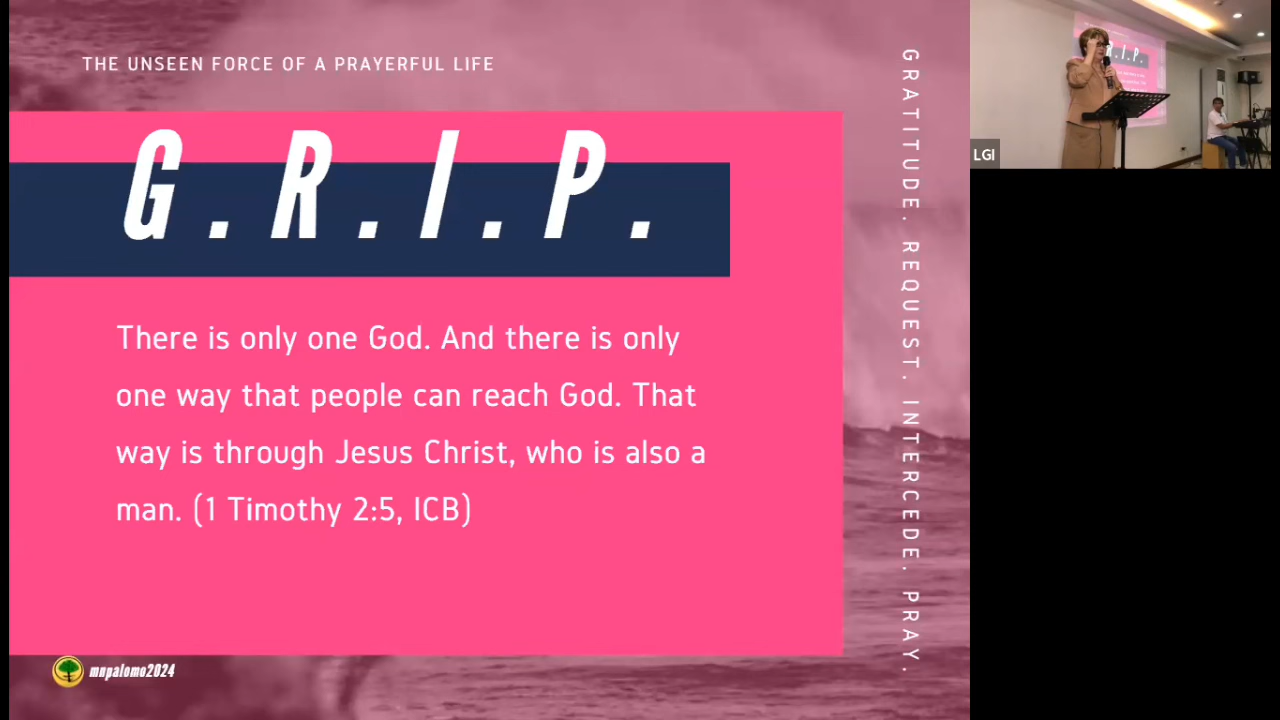 THE UNSEEN FORCE OF A PRAYERFUL LIFE
G.R.I.P.
There is only one God. And there is only
one way that people can reach God. That
way is through Jesus Christ, who is also a
man. (1 Timothy 2:5, ICB)
mnpalomo2024
GRATITUDE. REQUEST. INTERCEDE. PRAY.
R.I.P.
LGI